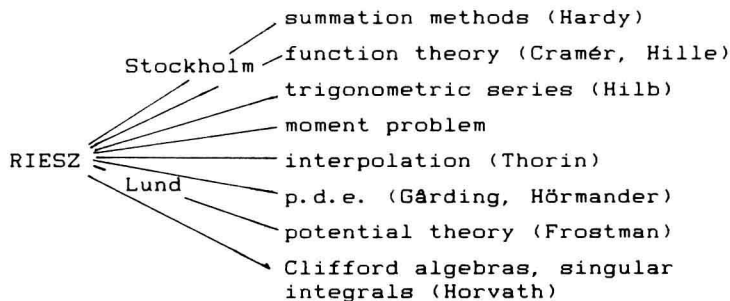 summation methods (Hardy)
Stockholm
function theory (Cramér, Hille)
trigonometric series (Hilb)
moment problem
RIESZ
interpolation (Thorin)
Lund
p.d.e. (Gårding, Hörmander)
potential theory (Frostman)
Clifford algebras, singular
integrals (Horvath)